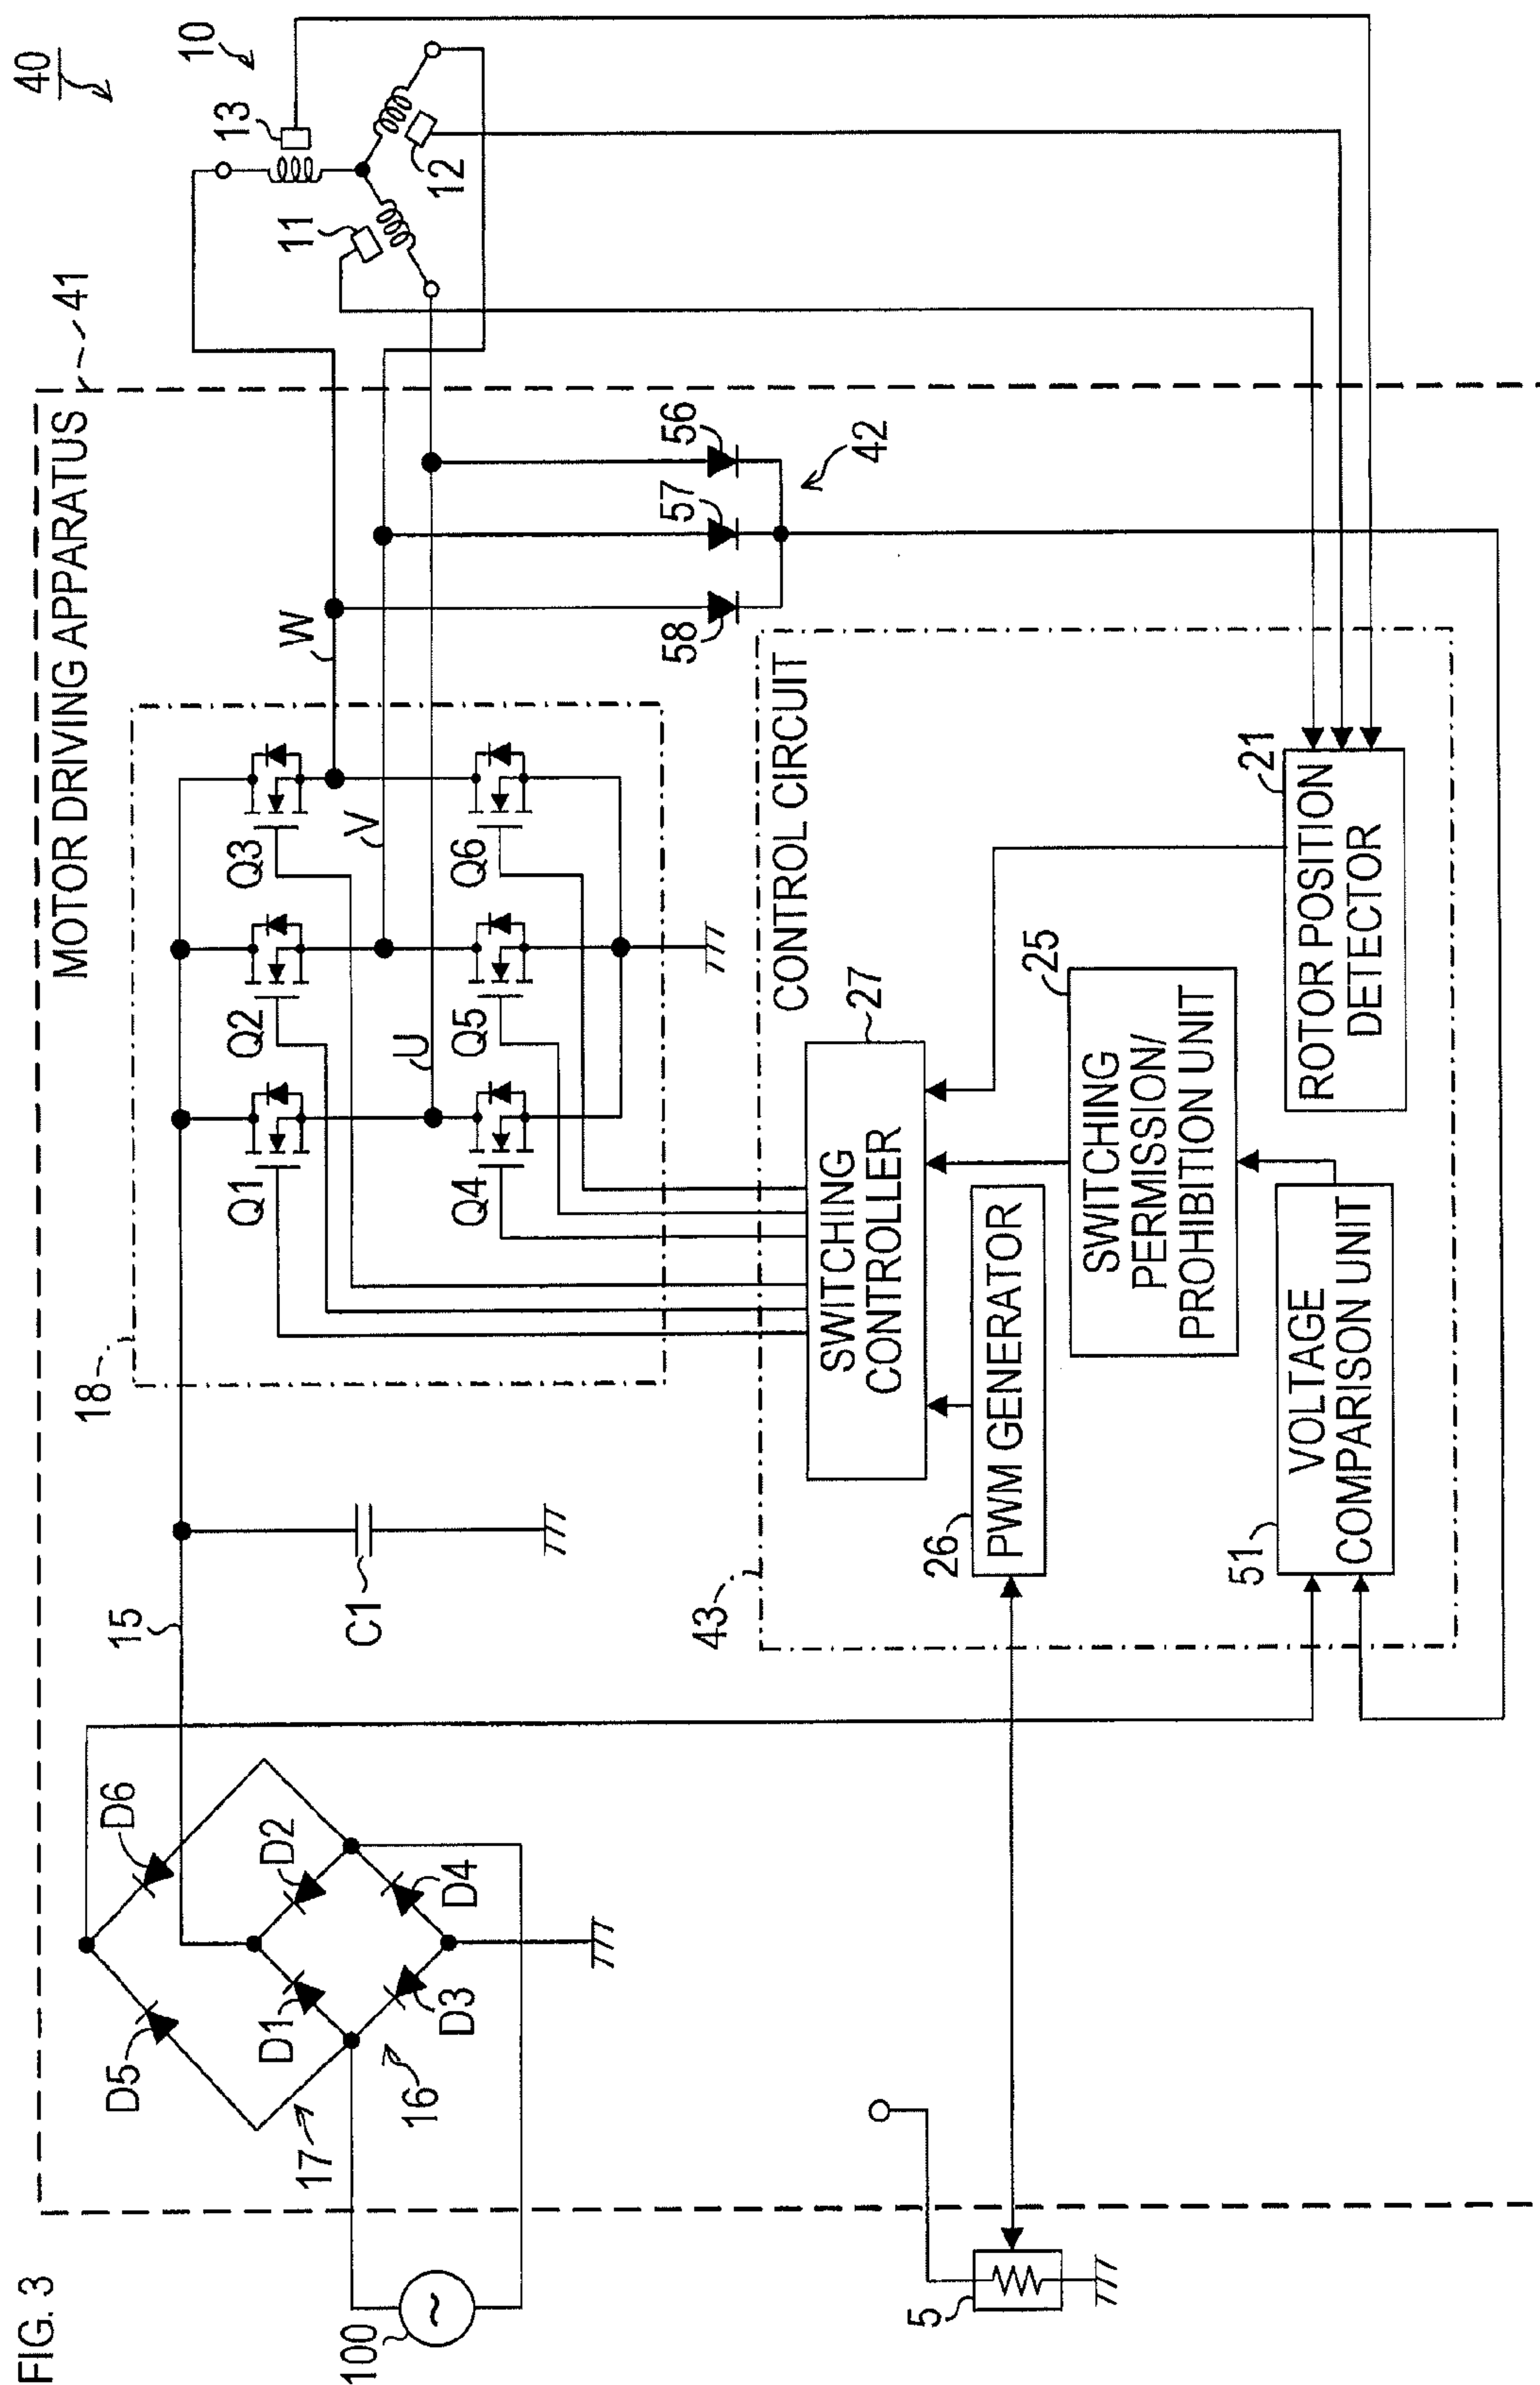 FIG. 3
40
MOTOR DRIVING APPARATUS
41
10
13
12
11
18
Q1
Q2
Q3
Q4
Q5
Q6
U
V
W
15
C1
D5
D6
D1
D2
D3
D4
17
16
100
5
56
57
58
42
43
CONTROL CIRCUIT
27
SWITCHING
CONTROLLER
26
PWM GENERATOR
25
SWITCHING
PERMISSION/
PROHIBITION UNIT
21
ROTOR POSITION
DETECTOR
51
VOLTAGE
COMPARISON UNIT